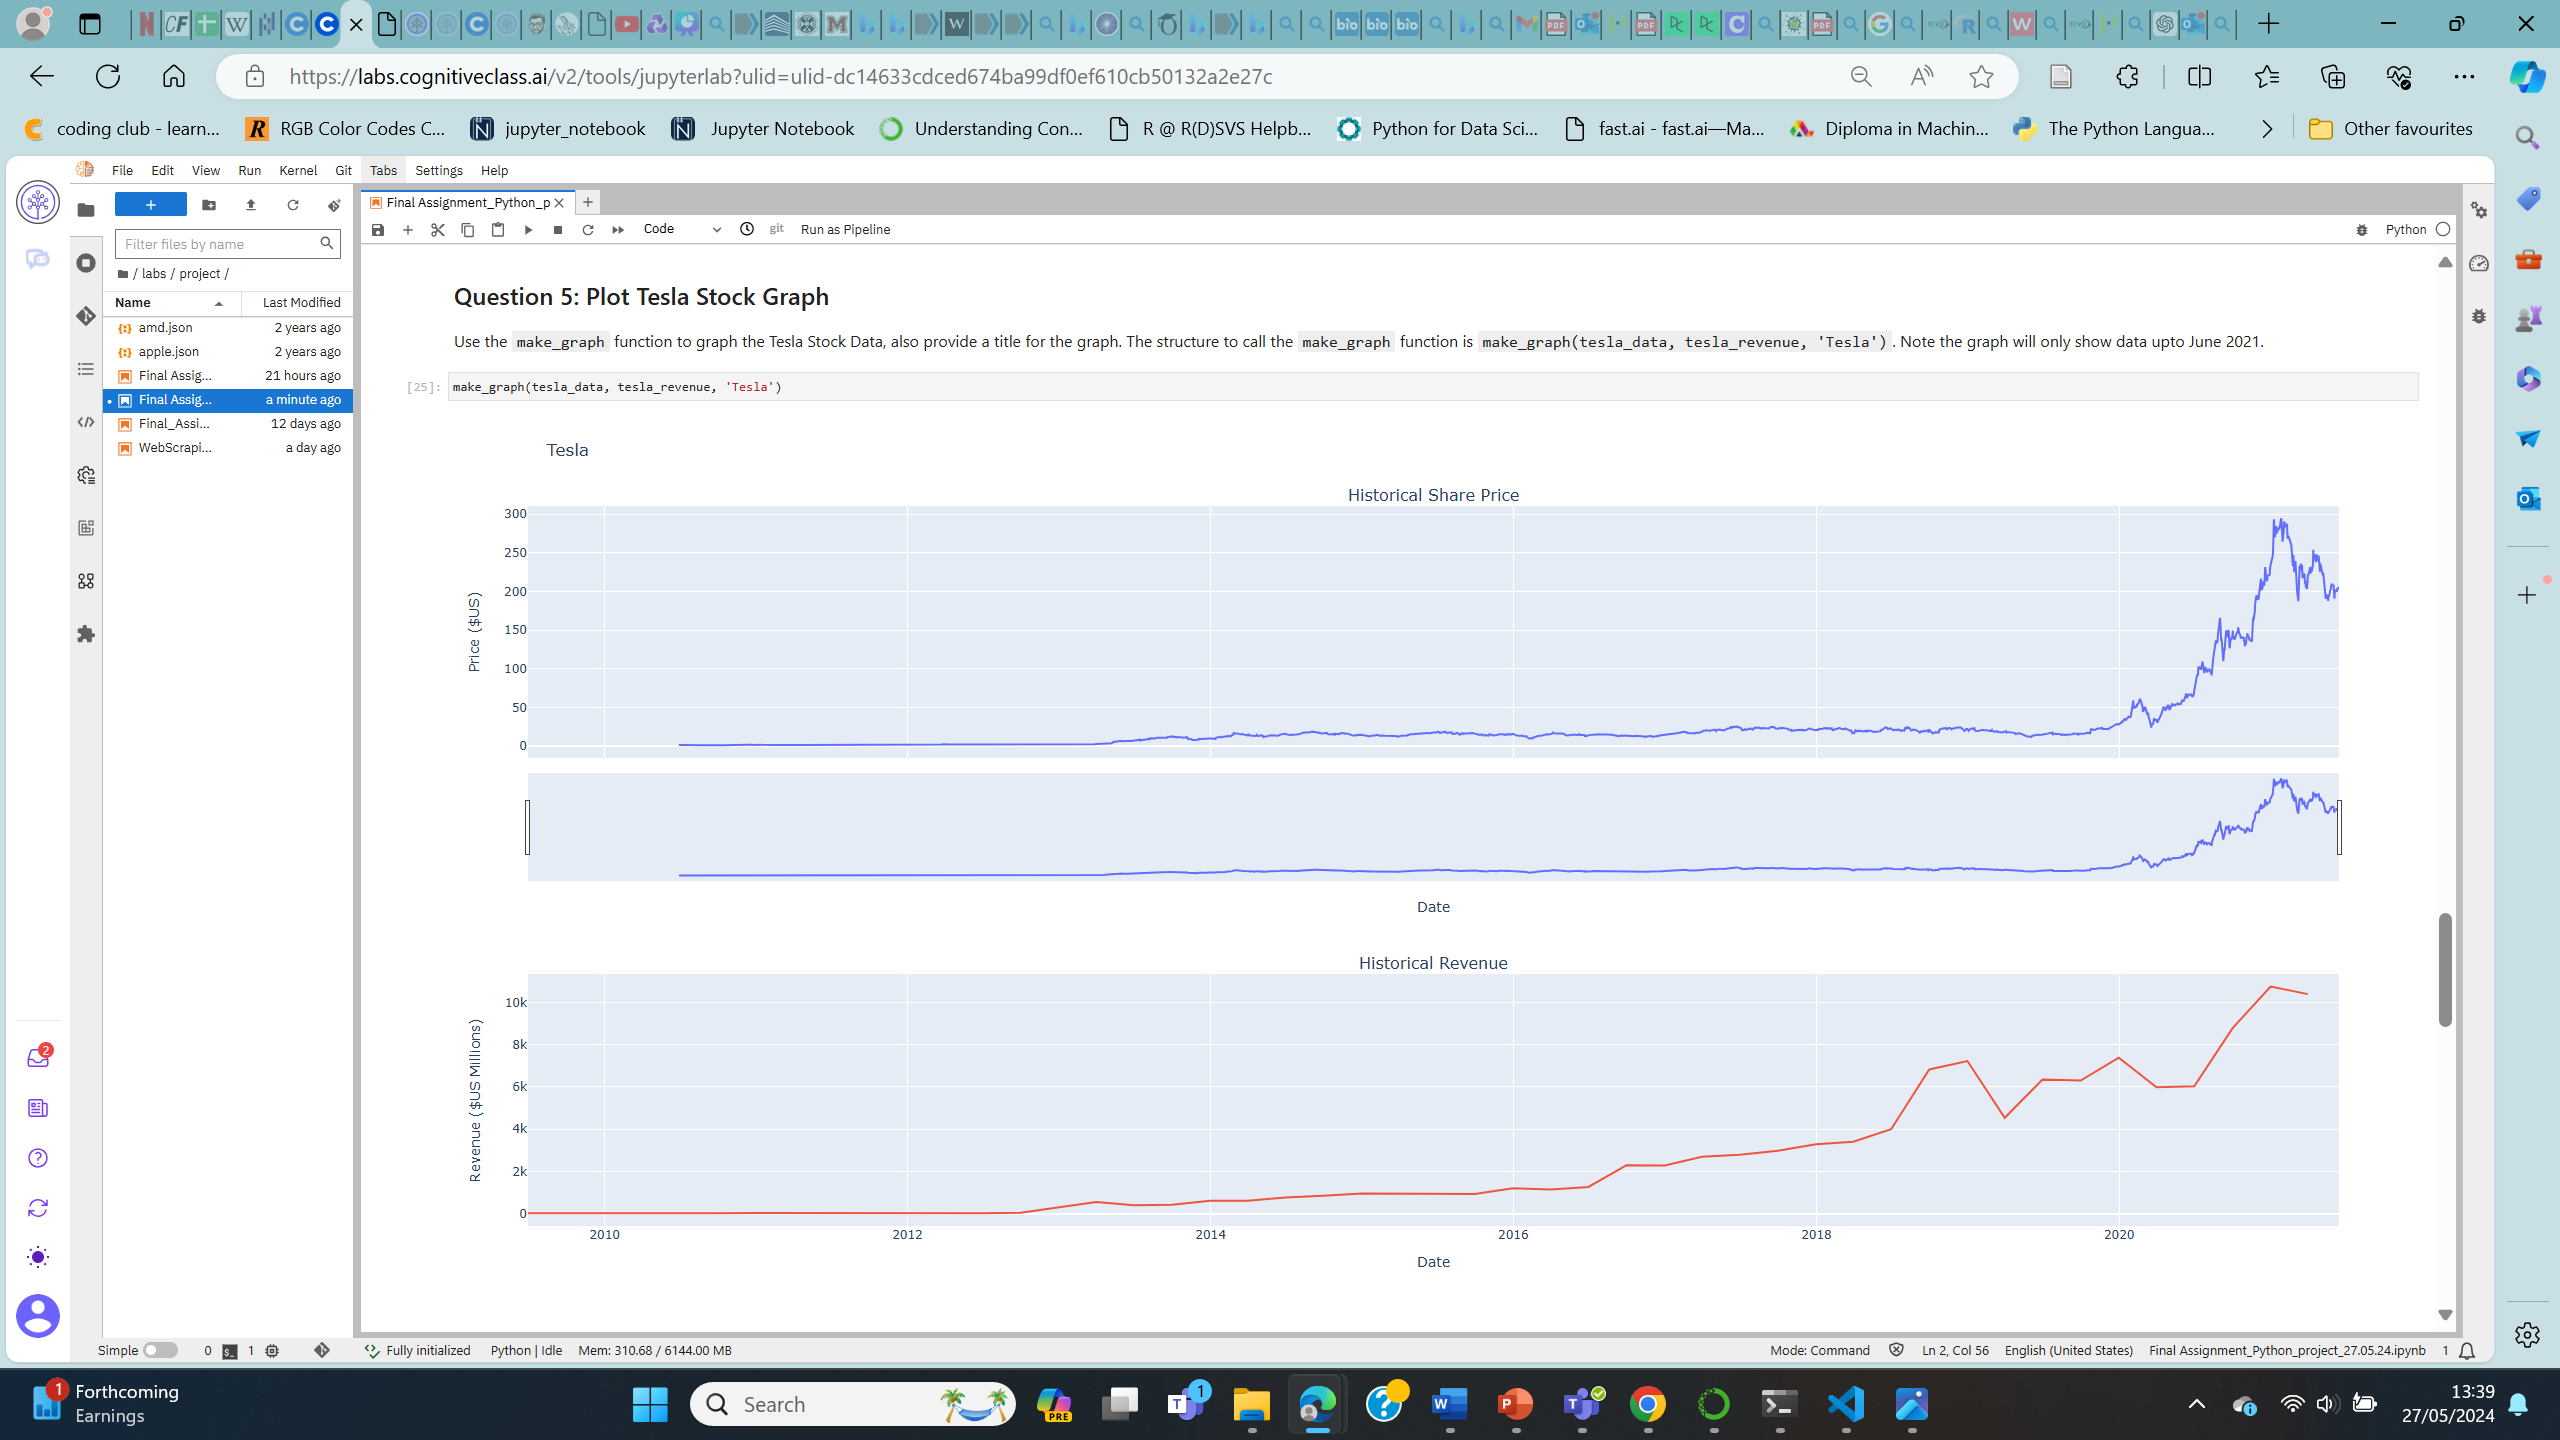 https://labs.cognitiveclass.ai/v2/tools/jupyterlab?ulid=ulid-dc14633cdced674ba99df0ef610cb50132a2e27c
coding club - learn... RGB Color Codes C... jupyter_notebook Jupyter Notebook Understanding Con... R @ R(D)SVS Helpb... Python for Data Sci... fast.ai - fast.ai—Ma... Diploma in Machin... The Python Langua... Other favourites
File Edit View Run Kernel Git Tabs Settings Help
Final Assignment_Python_p
Code git Run as Pipeline Python
Filter files by name
/ labs / project /
Name Last Modified
amd.json 2 years ago
apple.json 2 years ago
Final Assig... 21 hours ago
Final Assig... a minute ago
Final_Assi... 12 days ago
WebScrapi... a day ago
Question 5: Plot Tesla Stock Graph
Use the make_graph function to graph the Tesla Stock Data, also provide a title for the graph. The structure to call the make_graph function is make_graph(tesla_data, tesla_revenue, 'Tesla') . Note the graph will only show data upto June 2021.
[25]: make_graph(tesla_data, tesla_revenue, 'Tesla')
Tesla
Historical Share Price
300
250
200
150
100
50
0
Price ($US)
Date
Historical Revenue
10k
8k
6k
4k
2k
0
Revenue ($US Millions)
2010 2012 2014 2016 2018 2020
Date
2
Simple 0 1 Fully initialized Python | Idle Mem: 310.68 / 6144.00 MB Mode: Command Ln 2, Col 56 English (United States) Final Assignment_Python_project_27.05.24.ipynb 1
1 Forthcoming
Earnings
Search
PRE
1
13:39
27/05/2024